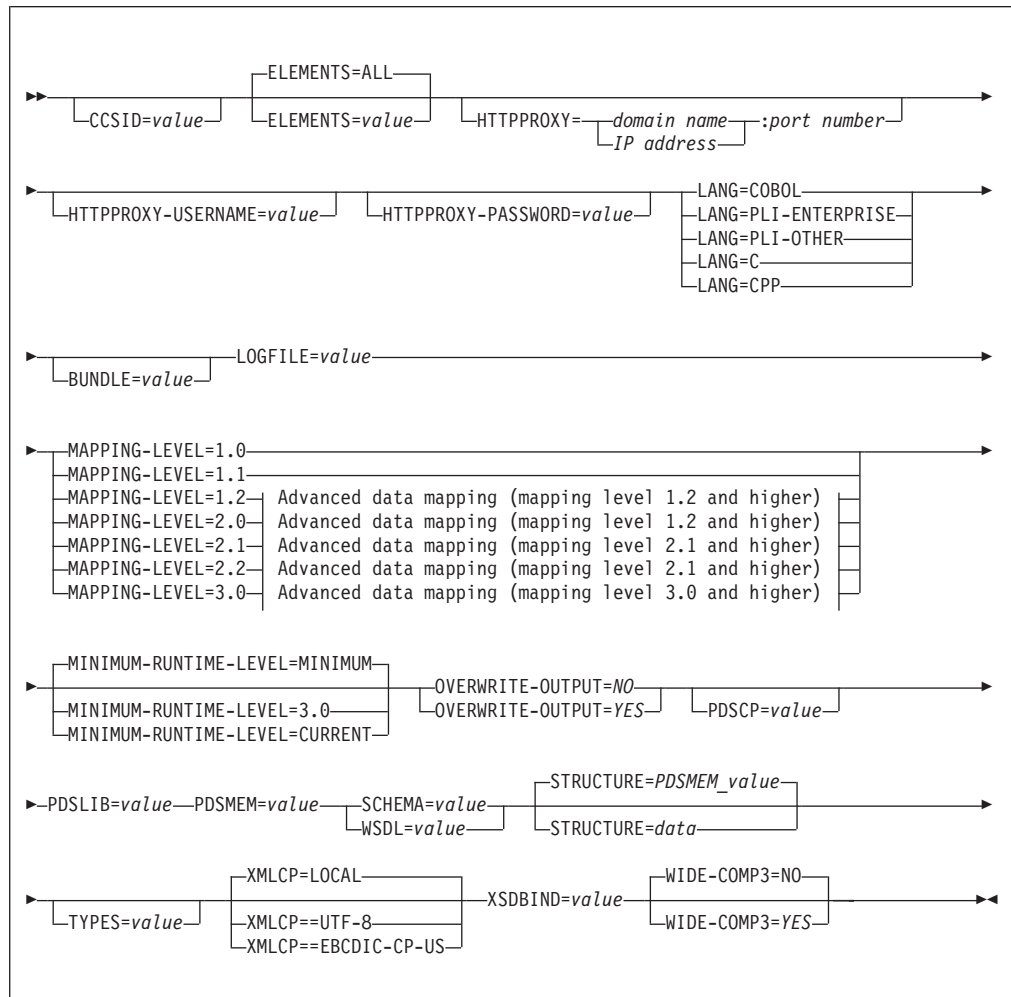 ELEMENTS=ALL
CCSID=value
ELEMENTS=value
HTTPPROXY=
domain name
:port number
IP address
HTTPPROXY-USERNAME=value
HTTPPROXY-PASSWORD=value
LANG=COBOL
LANG=PLI-ENTERPRISE
LANG=PLI-OTHER
LANG=C
LANG=CPP
BUNDLE=value
LOGFILE=value
MAPPING-LEVEL=1.0
MAPPING-LEVEL=1.1
MAPPING-LEVEL=1.2 Advanced data mapping (mapping level 1.2 and higher)
MAPPING-LEVEL=2.0 Advanced data mapping (mapping level 1.2 and higher)
MAPPING-LEVEL=2.1 Advanced data mapping (mapping level 2.1 and higher)
MAPPING-LEVEL=2.2 Advanced data mapping (mapping level 2.1 and higher)
MAPPING-LEVEL=3.0 Advanced data mapping (mapping level 3.0 and higher)
MINIMUM-RUNTIME-LEVEL=MINIMUM
MINIMUM-RUNTIME-LEVEL=3.0
MINIMUM-RUNTIME-LEVEL=CURRENT
OVERWRITE-OUTPUT=NO
OVERWRITE-OUTPUT=YES
PDSCP=value
PDSLIB=value
PDSMEM=value
SCHEMA=value
WSDL=value
STRUCTURE=PDSMEM_value
STRUCTURE=data
TYPES=value
XMLCP=LOCAL
XMLCP==UTF-8
XMLCP==EBCDIC-CP-US
XSDBIND=value
WIDE-COMP3=NO
WIDE-COMP3=YES